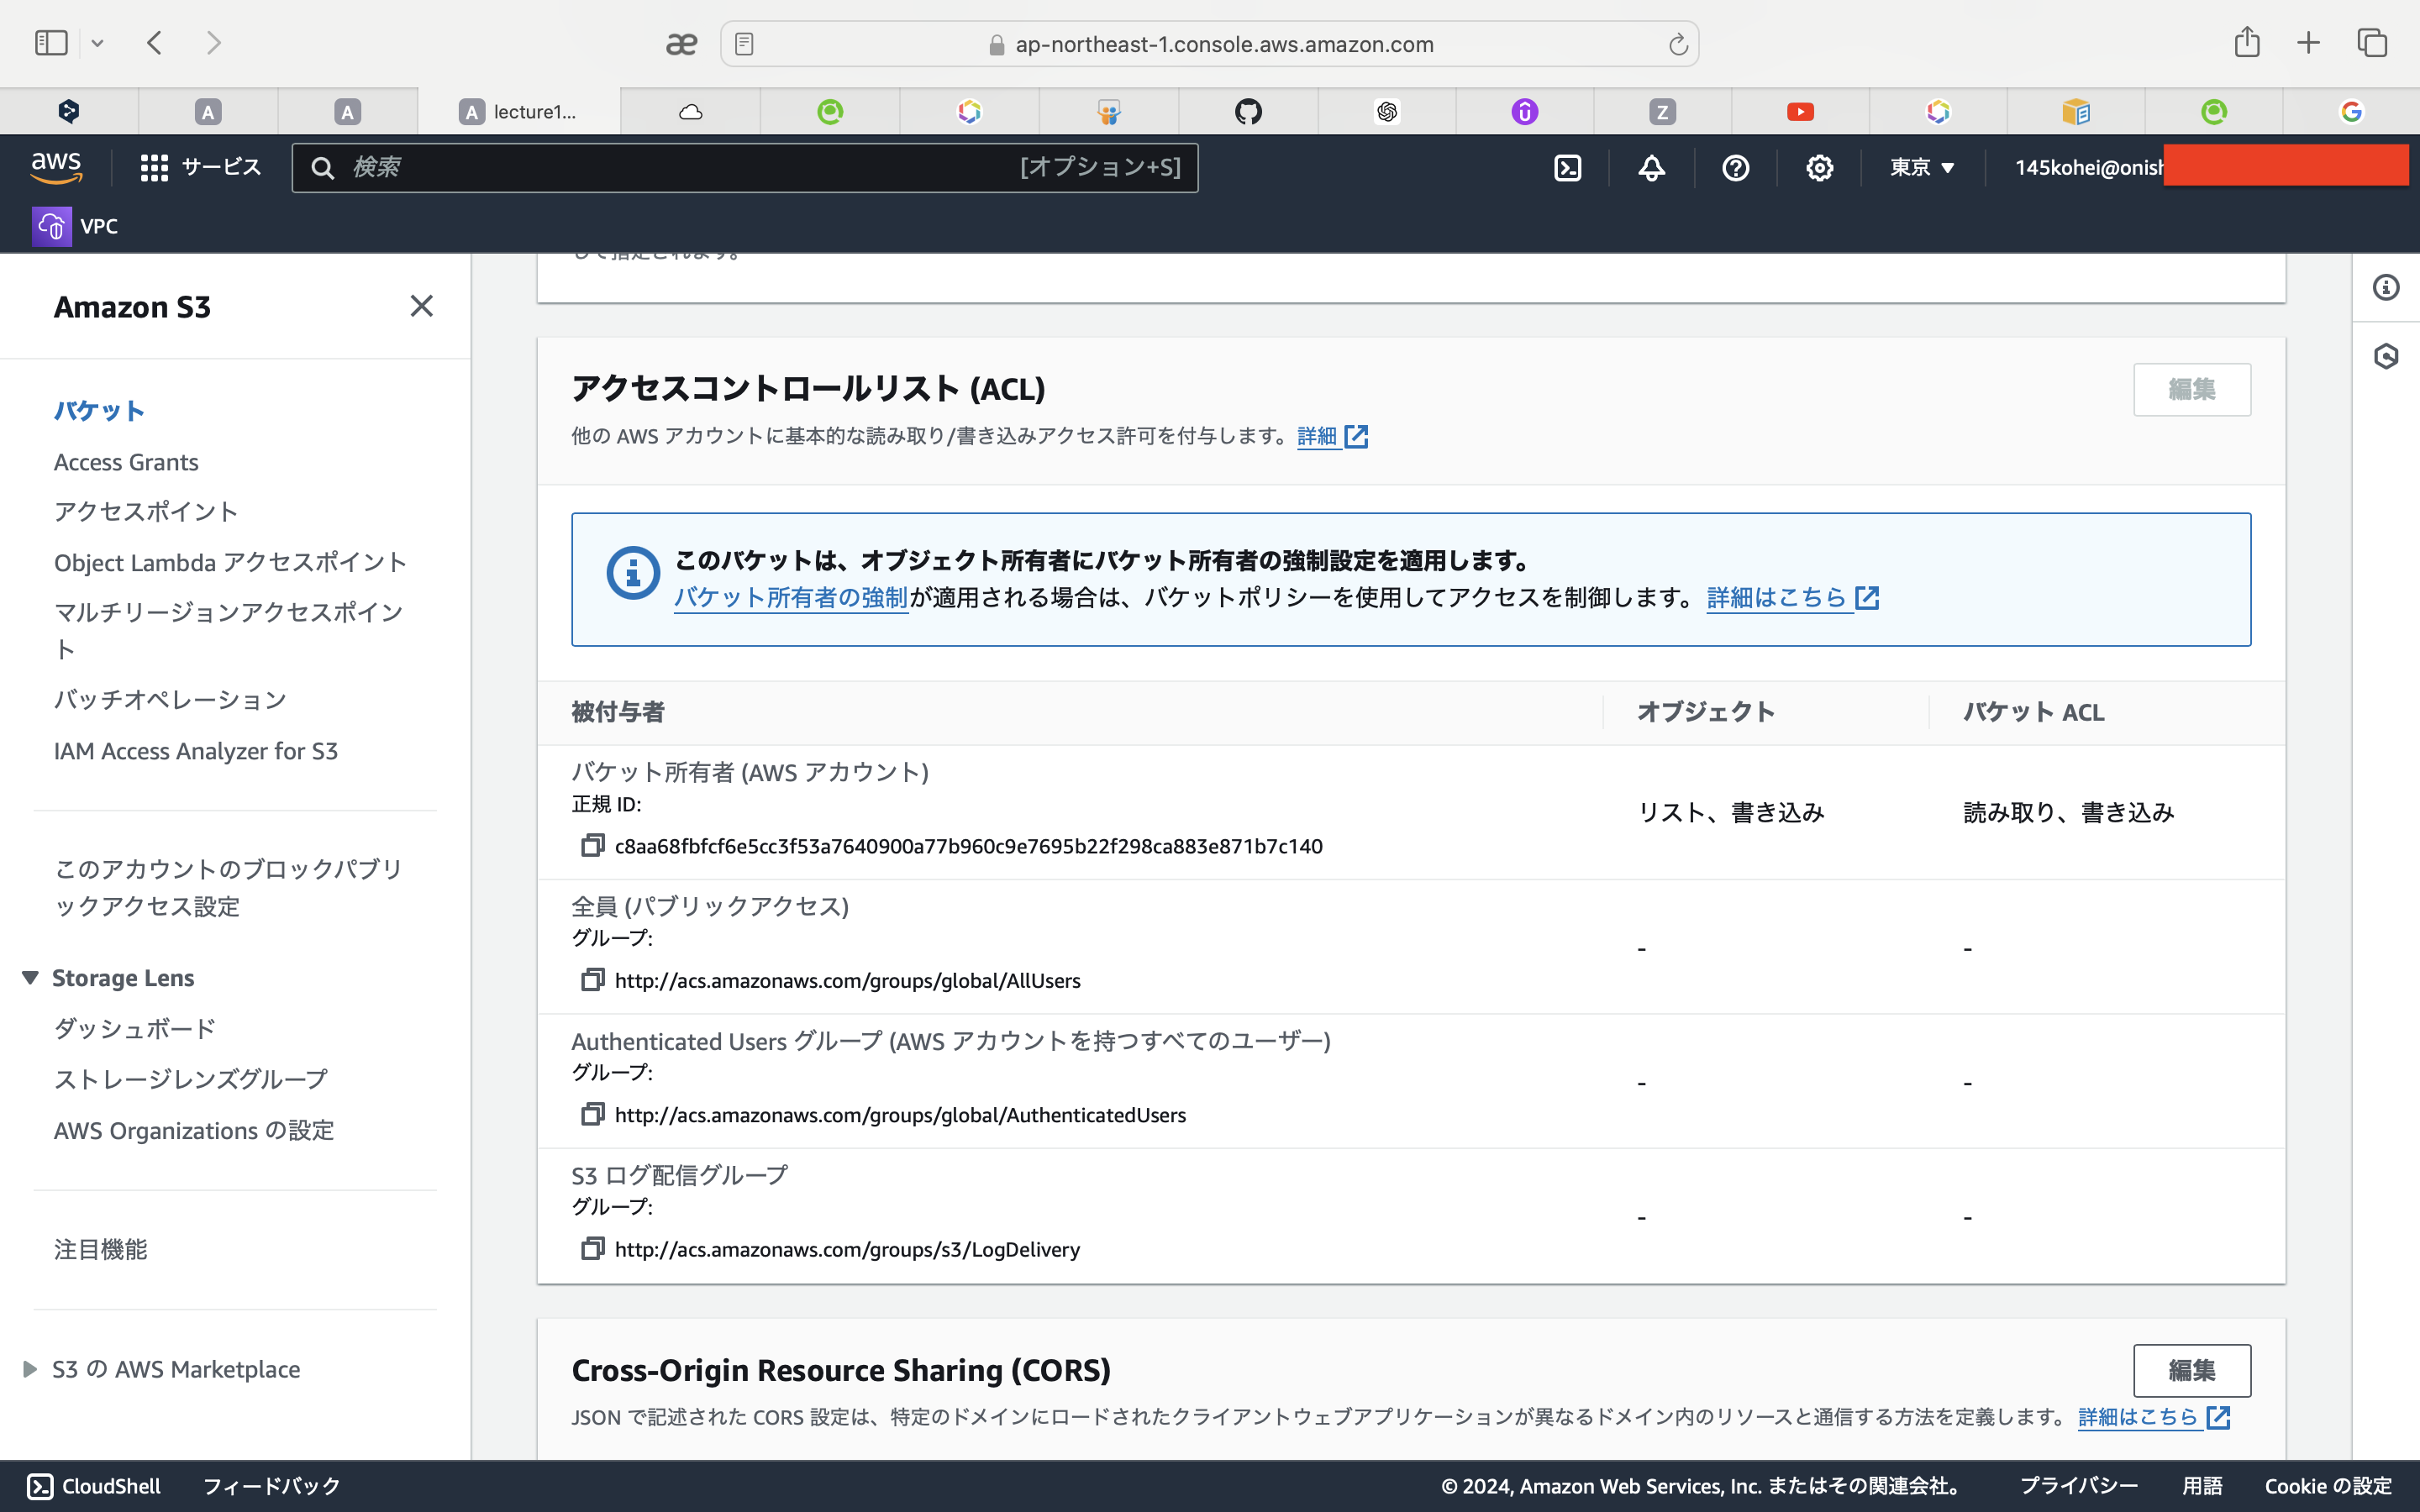 ap-northeast-1.console.aws.amazon.com
lecture1...
aws
サービス
検索
[オプション+S]
東京
145kohei@onish
VPC
Amazon S3
バケット
Access Grants
アクセスポイント
Object Lambda アクセスポイント
マルチリージョンアクセスポイン
ト
バッチオペレーション
IAM Access Analyzer for S3
このアカウントのブロックパブリ
ックアクセス設定
Storage Lens
ダッシュボード
ストレージレンズグループ
AWS Organizations の設定
注目機能
S3 の AWS Marketplace
して指定されます。
アクセスコントロールリスト (ACL)
編集
他の AWS アカウントに基本的な読み取り/書き込みアクセス許可を付与します。詳細
このバケットは、オブジェクト所有者にバケット所有者の強制設定を適用します。
バケット所有者の強制が適用される場合は、バケットポリシーを使用してアクセスを制御します。 詳細はこちら
被付与者
オブジェクト
バケット ACL
バケット所有者 (AWS アカウント)
正規 ID:
c8aa68fbfcf6e5cc3f53a7640900a77b960c9e7695b22f298ca883e871b7c140
リスト、書き込み
読み取り、書き込み
全員 (パブリックアクセス)
グループ:
http://acs.amazonaws.com/groups/global/AllUsers
-
-
Authenticated Users グループ (AWS アカウントを持つすべてのユーザー)
グループ:
http://acs.amazonaws.com/groups/global/AuthenticatedUsers
-
-
S3 ログ配信グループ
グループ:
http://acs.amazonaws.com/groups/s3/LogDelivery
-
-
Cross-Origin Resource Sharing (CORS)
編集
JSON で記述された CORS 設定は、特定のドメインにロードされたクライアントウェブアプリケーションが異なるドメイン内のリソースと通信する方法を定義します。 詳細はこちら
CloudShell
フィードバック
© 2024, Amazon Web Services, Inc. またはその関連会社。
プライバシー
用語
Cookie の設定